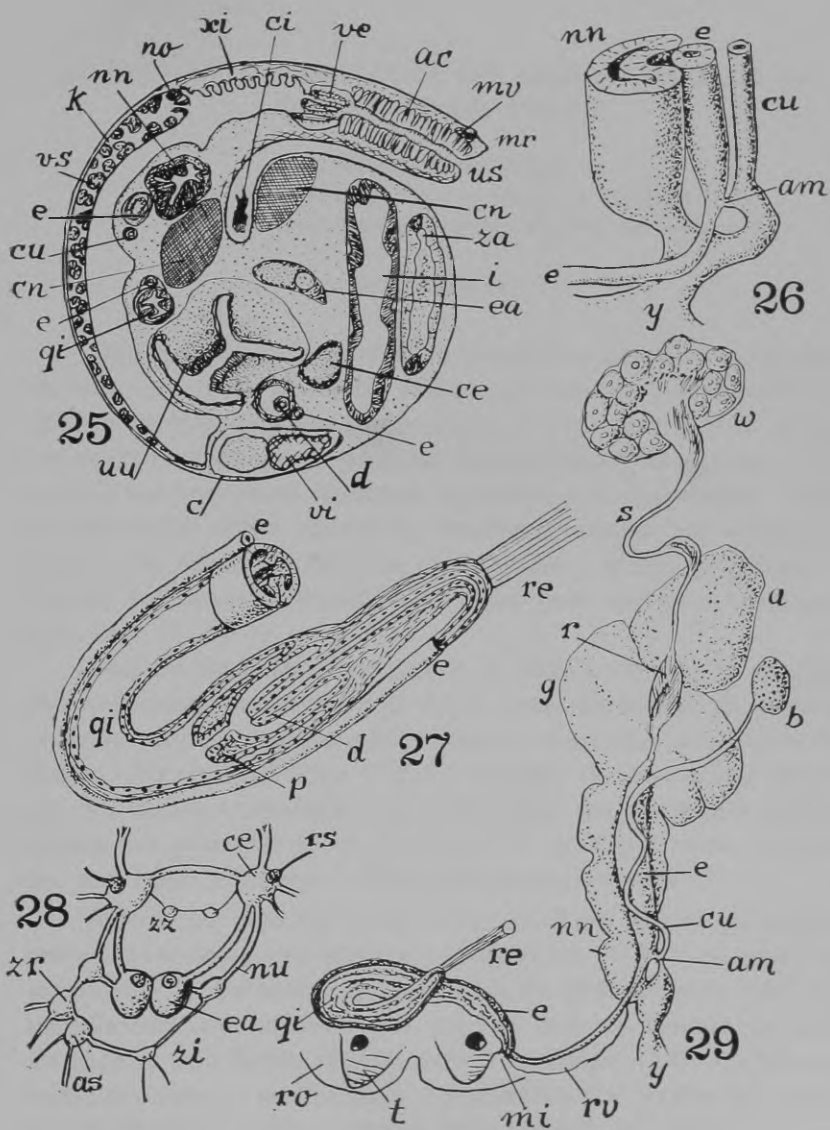 no
xi
ci
ve
ac
mv
mr
us
nn
k
vs
e
cu
cn
e
qi
cn
za
i
ea
ce
e
d
vi
c
uu
25
nn
e
cu
am
e
y
26
e
re
e
qi
d
p
27
w
s
a
r
g
b
e
cu
nn
am
y
29
28
ce
rs
zz
zr
nu
ea
as
zi
re
e
qi
ro
t
mi
rv